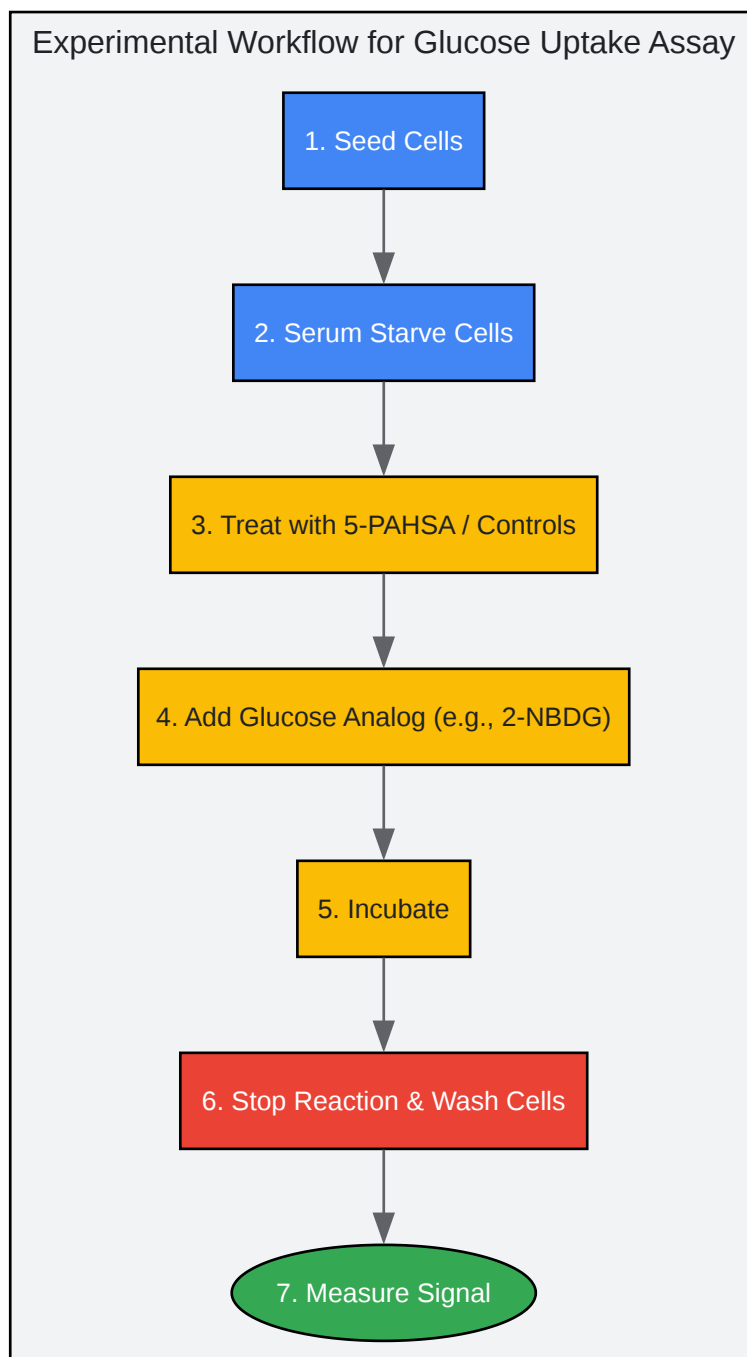 Experimental Workflow for Glucose Uptake Assay
1. Seed Cells
2. Serum Starve Cells
3. Treat with 5-PAHSA / Controls
4. Add Glucose Analog (e.g., 2-NBDG)
5. Incubate
6. Stop Reaction & Wash Cells
7. Measure Signal